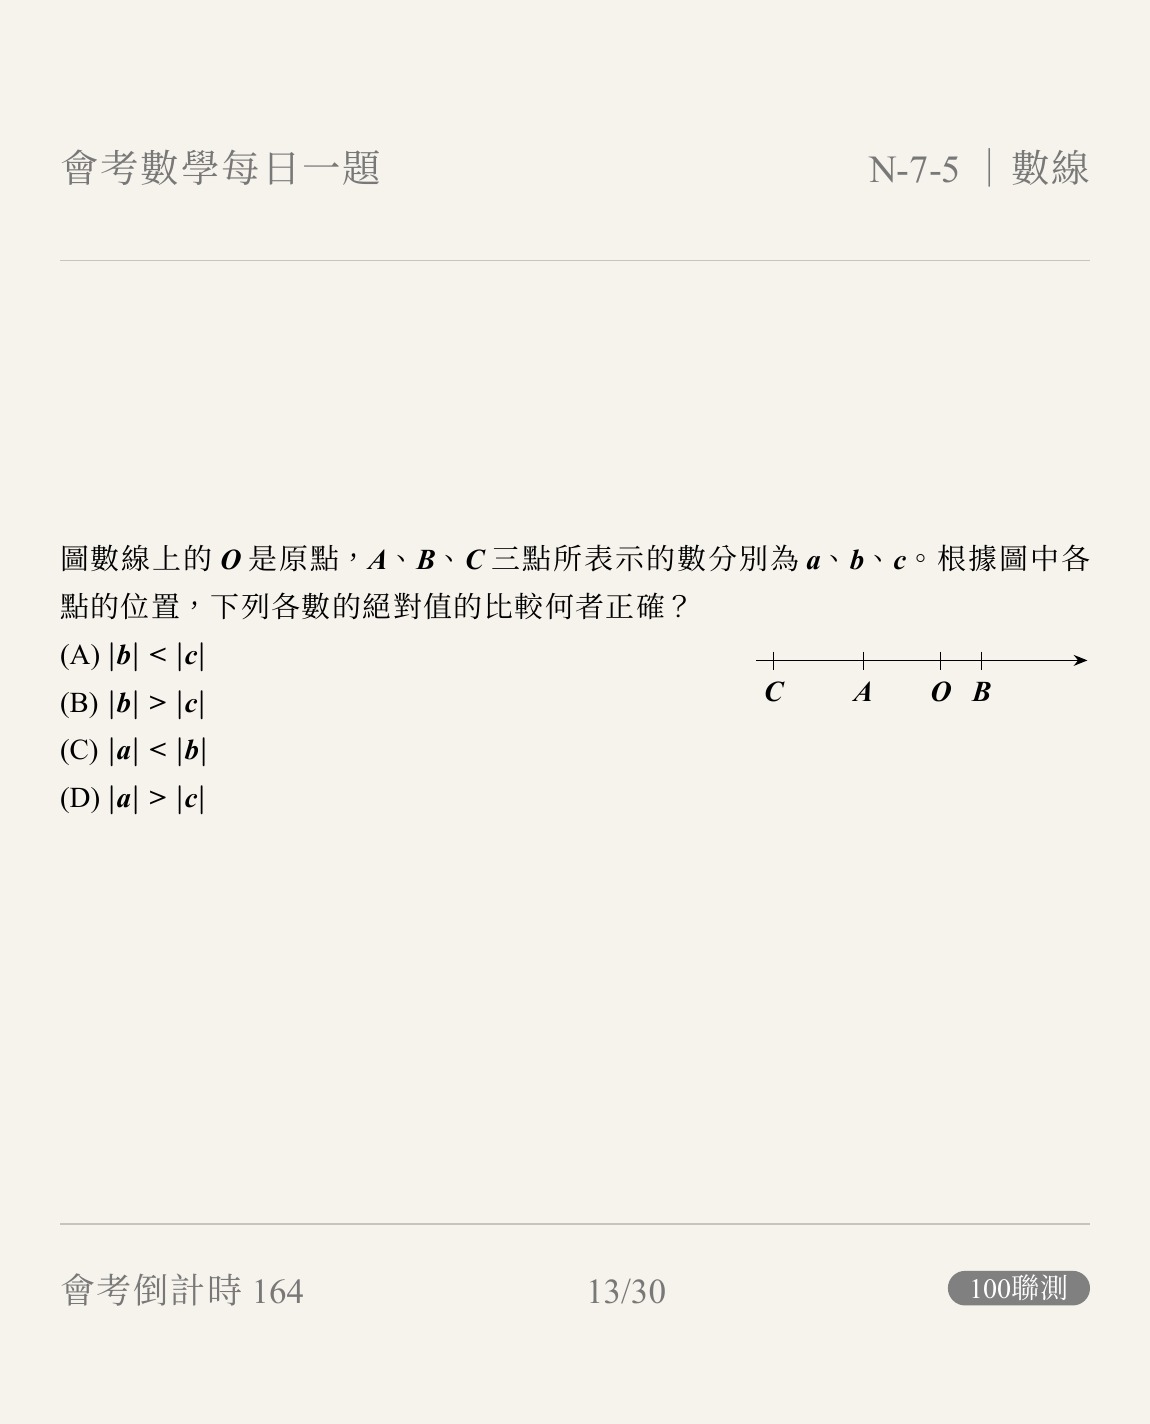 會考數學每日一題
N-7-5 | 數線
圖數線上的 O 是原點，A、B、C 三點所表示的數分別為 a、b、c。根據圖中各
點的位置，下列各數的絕對值的比較何者正確？
(A) |b| < |c|
(B) |b| > |c|
(C) |a| < |b|
(D) |a| > |c|
C A O B
會考倒計時 164
13/30
100聯測